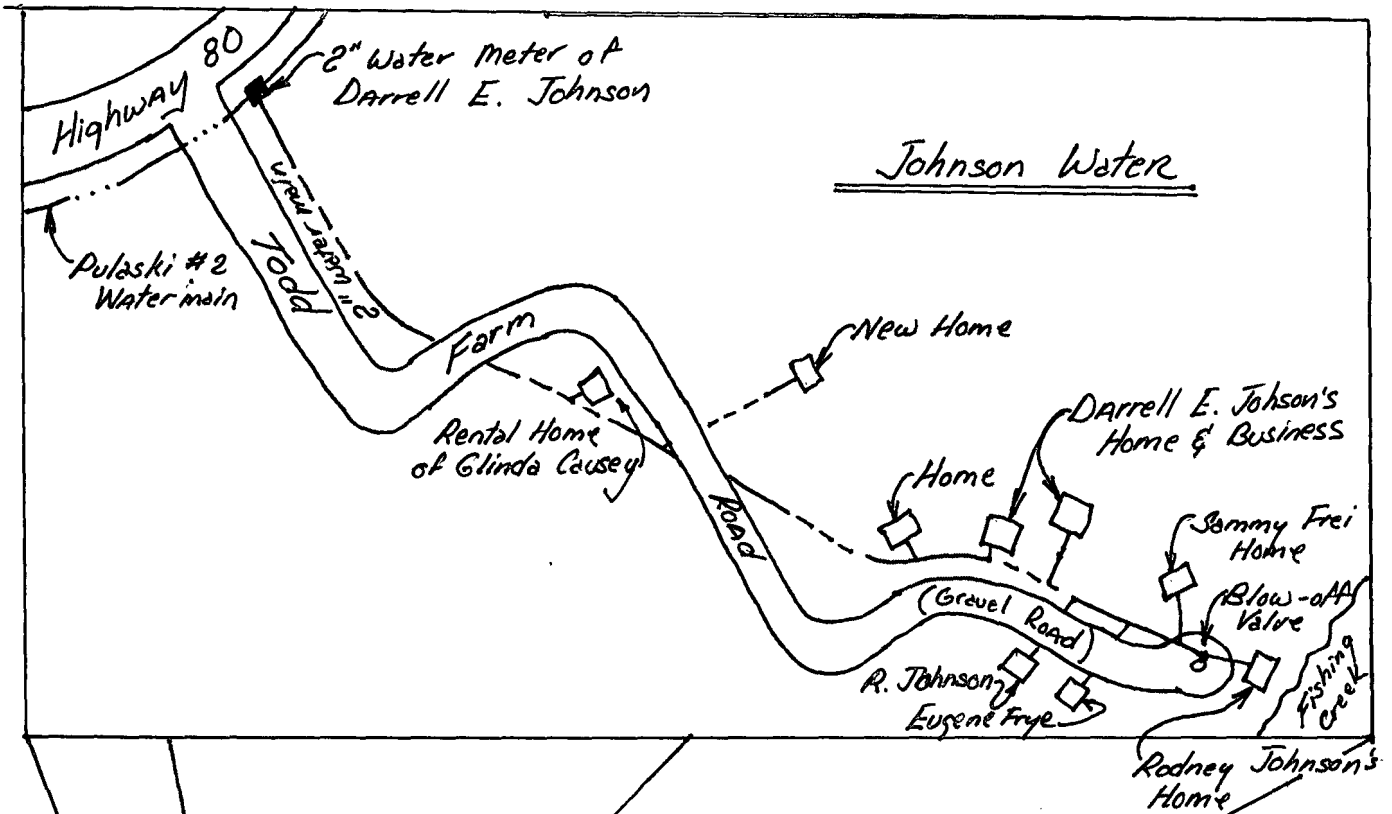 Highway 80
2" Water Meter of
Darrell E. Johnson
Johnson Water
2" water main
Pulaski #2
Water main
Todd Farm Road
New Home
Rental Home
of Glinda Causey
Darrell E. Johson's
Home & Business
Home
Sammy Frei
Home
Blow-off
Valve
(Gravel Road)
R. Johnson
Eugene Frye
Fishing
Creek
Rodney Johnson's
Home